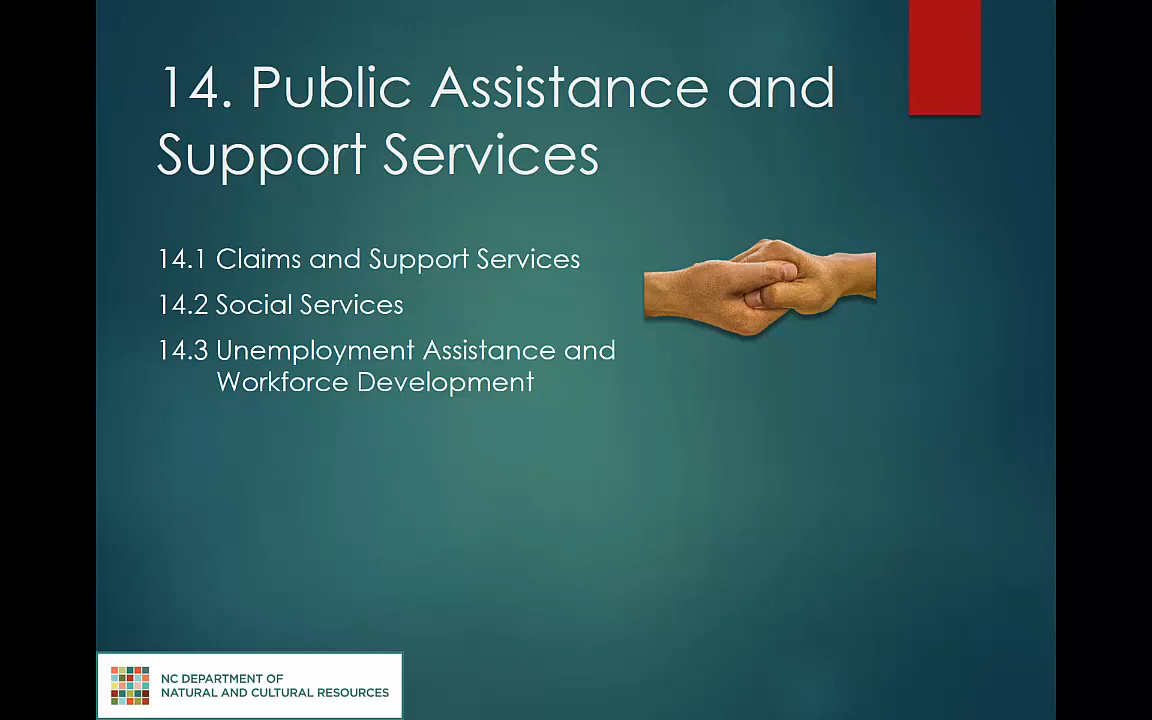 14. Public Assistance and
Support Services
14.1 Claims and Support Services
14.2 Social Services
14.3 Unemployment Assistance and
Workforce Development
NC DEPARTMENT OF
NATURAL AND CULTURAL RESOURCES